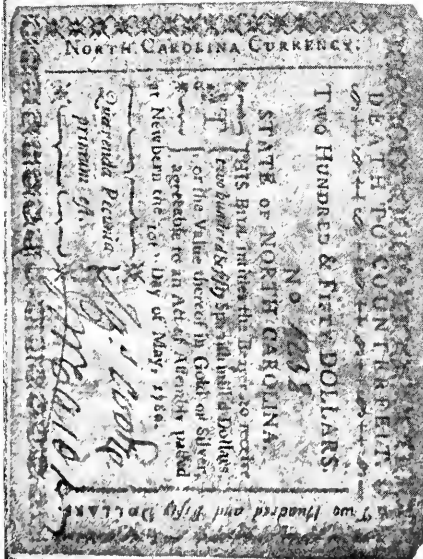 NORTH CAROLINA CURRENCY.
DEATH TO COUNTERFEIT
TWO HUNDRED & FIFTY DOLLARS
No
STATE OF NORTH CAROLINA.
THIS BILL intitles the Bearer to receive
two hundred & fifty Spanish milled Dollars
or the Value thereof in Gold or Silver
agreeable to an Act of Assembly passed
at Newbern the 10th Day of May, 1780.
Quærenda Pecunia
primum est.
Two Hundred and Fifty DOLLARS.